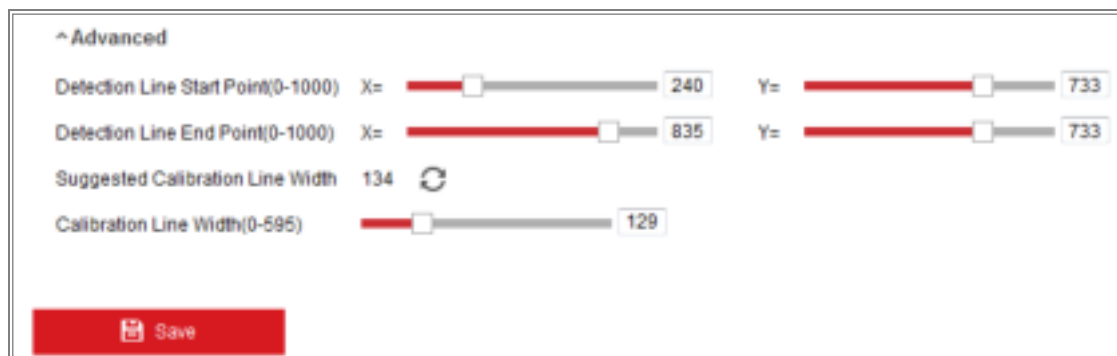 Advanced
Detection Line Start Point(0-1000) X= 240 Y= 733
Detection Line End Point(0-1000) X= 835 Y= 733
Suggested Calibration Line Width 134
Calibration Line Width(0-595) 129
Save